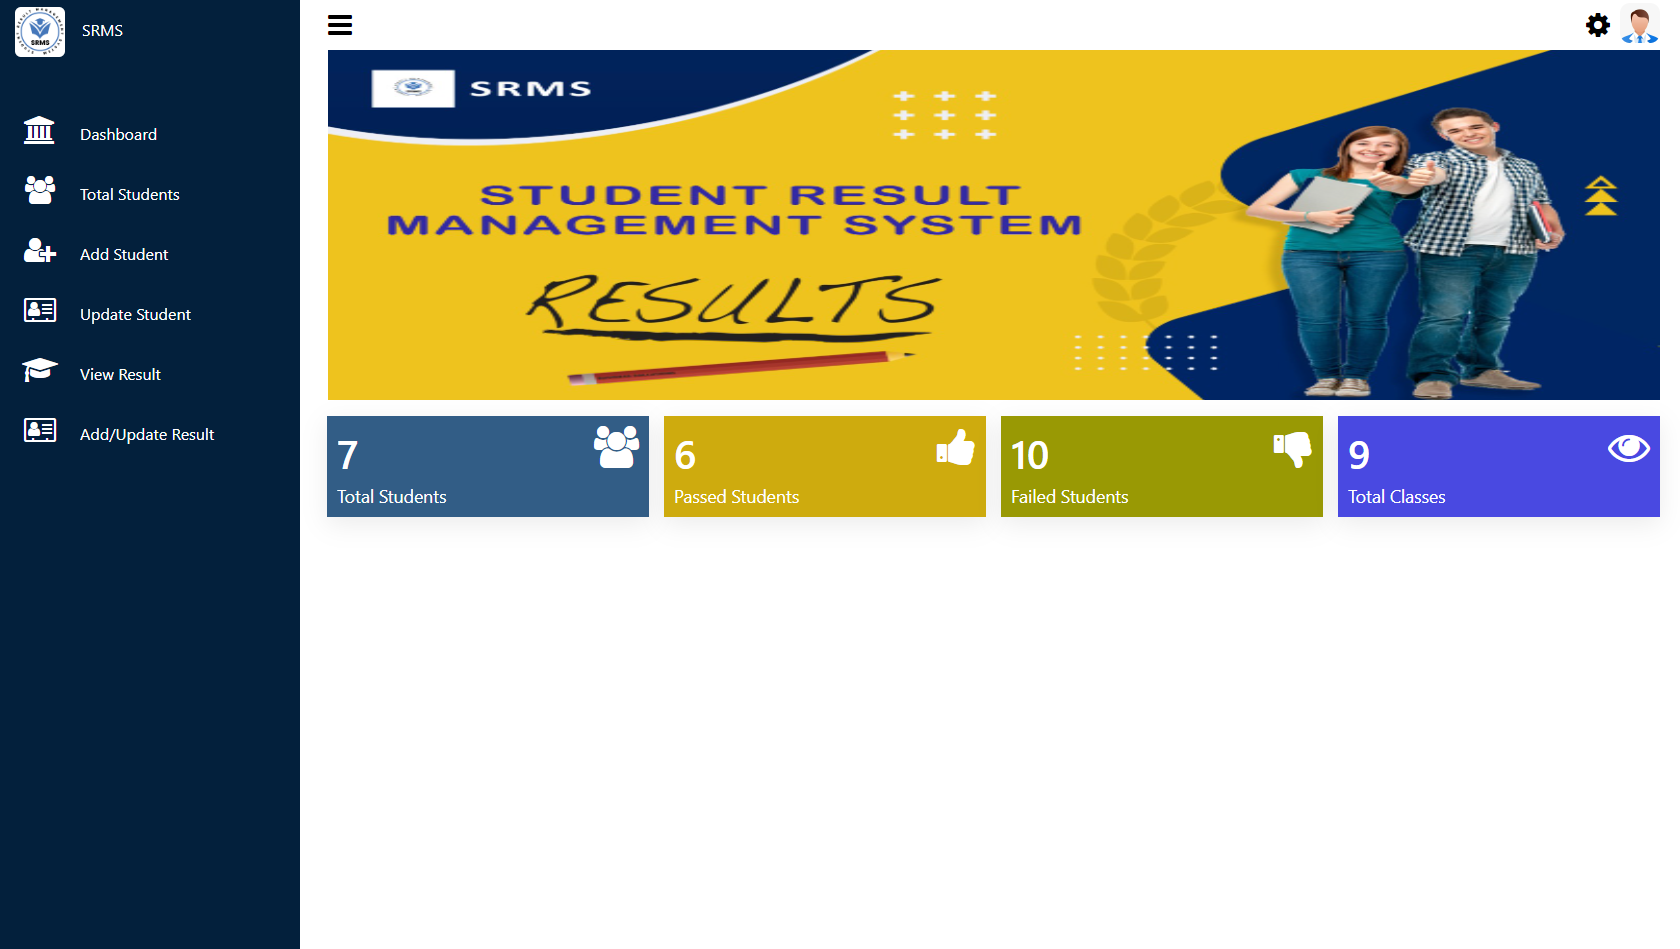 SRMS
Dashboard
Total Students
Add Student
Update Student
View Result
Add/Update Result
SRMS
STUDENT RESULT
MANAGEMENT SYSTEM
RESULTS
7
Total Students
6
Passed Students
10
Failed Students
9
Total Classes